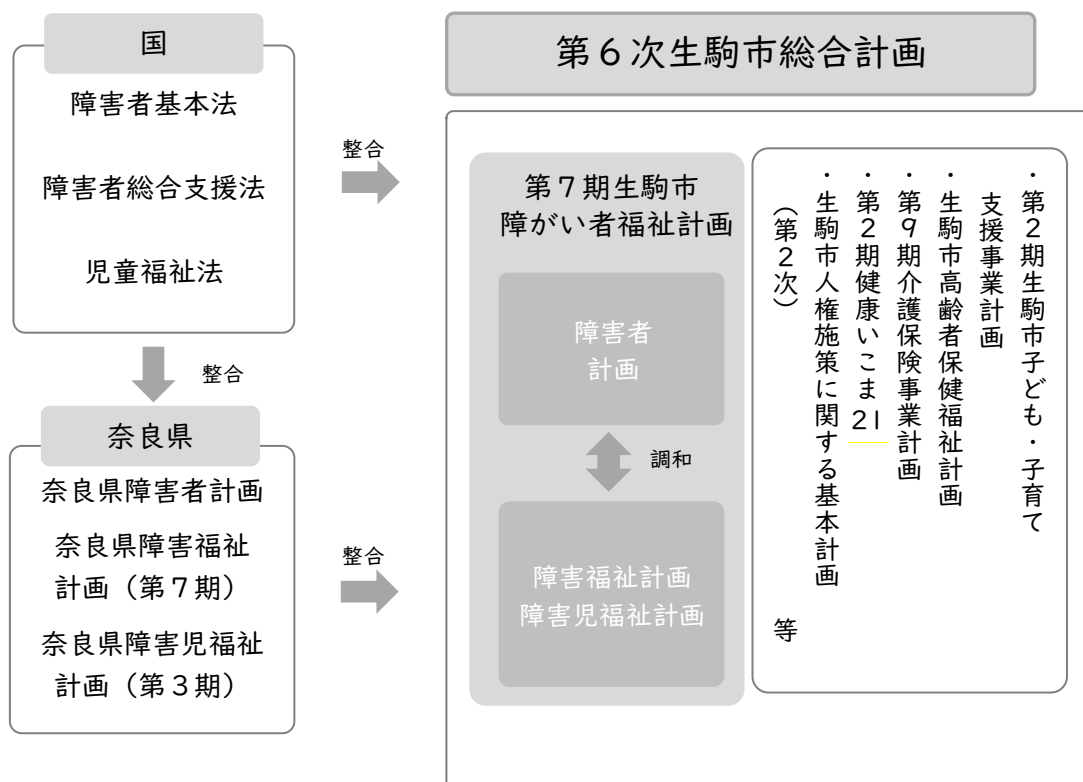 国
障害者基本法
障害者総合支援法
児童福祉法
整合
奈良県
奈良県障害者計画
奈良県障害福祉
計画（第７期）
奈良県障害児福祉
計画（第３期）
整合
整合
第６次生駒市総合計画
第７期生駒市
障がい者福祉計画
障害者
計画
調和
障害福祉計画
障害児福祉計画
・第２期生駒市子ども・子育て
支援事業計画
・生駒市高齢者保健福祉計画
・第９期介護保険事業計画
・第２期健康いこま21
・生駒市人権施策に関する基本計画
（第２次）　等